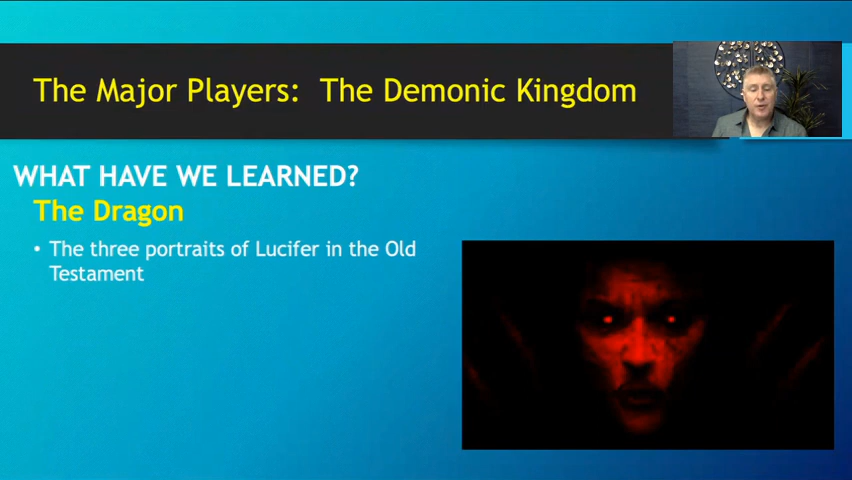 The Major Players:  The Demonic Kingdom
WHAT HAVE WE LEARNED?
The Dragon
• The three portraits of Lucifer in the Old
Testament